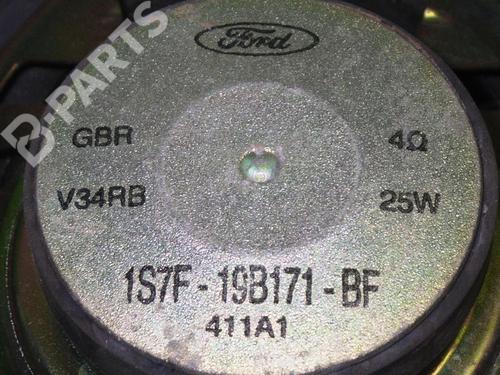 B-PARTS
Ford
GBR 4Ω
V34RB 25W
1S7F-19B171-BF
411A1